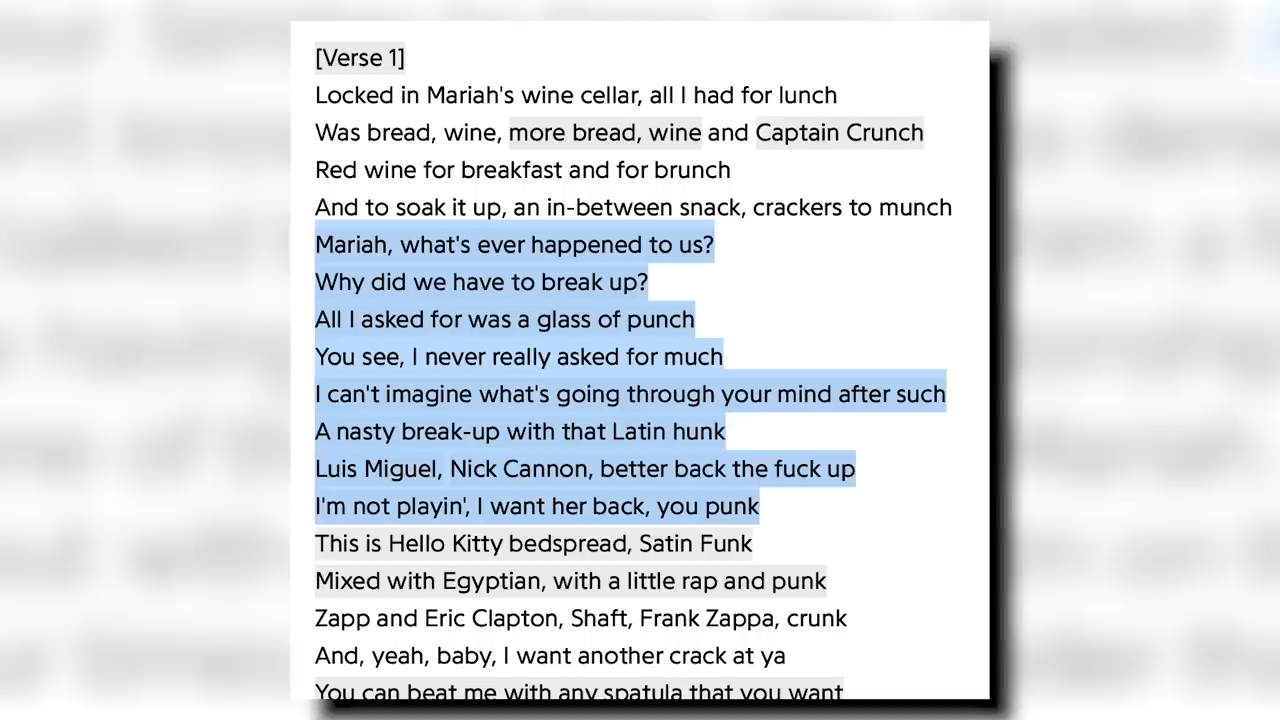 [Verse 1]
Locked in Mariah's wine cellar, all I had for lunch
Was bread, wine, more bread, wine and Captain Crunch
Red wine for breakfast and for brunch
And to soak it up, an in-between snack, crackers to munch
Mariah, what's ever happened to us?
Why did we have to break up?
All I asked for was a glass of punch
You see, I never really asked for much
I can't imagine what's going through your mind after such
A nasty break-up with that Latin hunk
Luis Miguel, Nick Cannon, better back the fuck up
I'm not playin', I want her back, you punk
This is Hello Kitty bedspread, Satin Funk
Mixed with Egyptian, with a little rap and punk
Zapp and Eric Clapton, Shaft, Frank Zappa, crunk
And, yeah, baby, I want another crack at ya
You can beat me with any spatula that you want